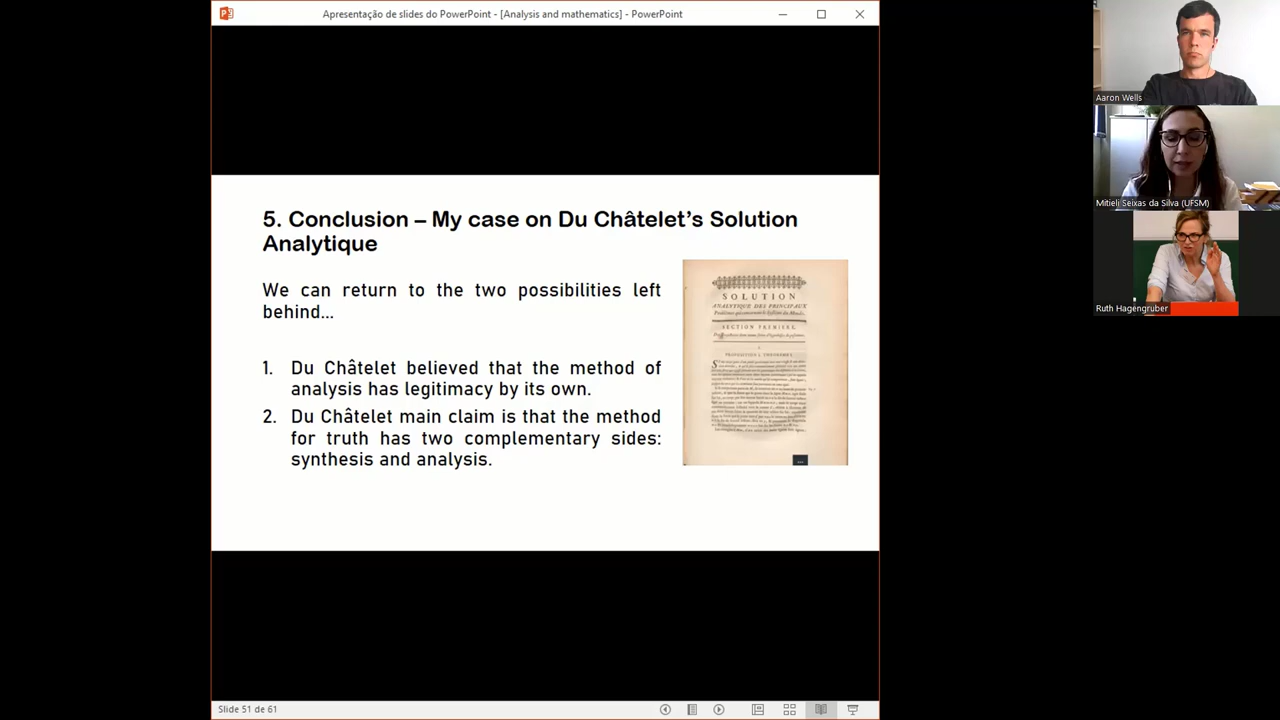 Apresentação de slides do PowerPoint - [Analysis and mathematics] - PowerPoint
Aaron Wells
Mitieli Seixas da Silva (UFSM)
Ruth Hagengruber
5. Conclusion – My case on Du Châtelet’s Solution
Analytique
We can return to the two possibilities left
behind...
1. Du Châtelet believed that the method of
analysis has legitimacy by its own.
2. Du Châtelet main claim is that the method
for truth has two complementary sides:
synthesis and analysis.
SOLUTION
ANALYTIQUE DES PRINCIPAUX
SECTION PREMIERE.
Slide 51 de 61